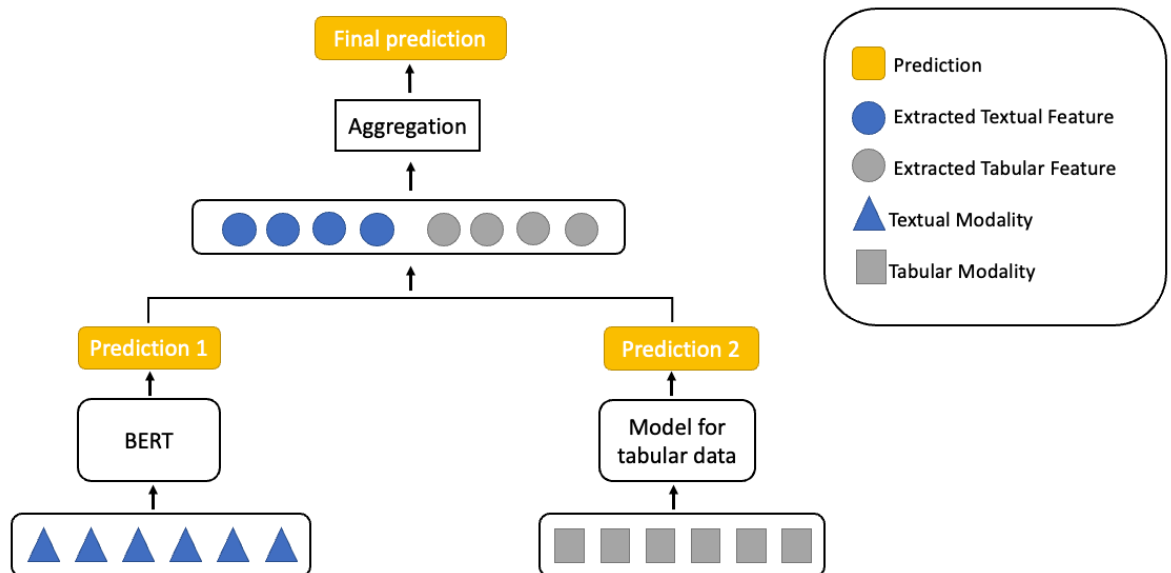 Final prediction
Aggregation
Prediction 1
Prediction 2
BERT
Model for
tabular data
Prediction
Extracted Textual Feature
Extracted Tabular Feature
Textual Modality
Tabular Modality